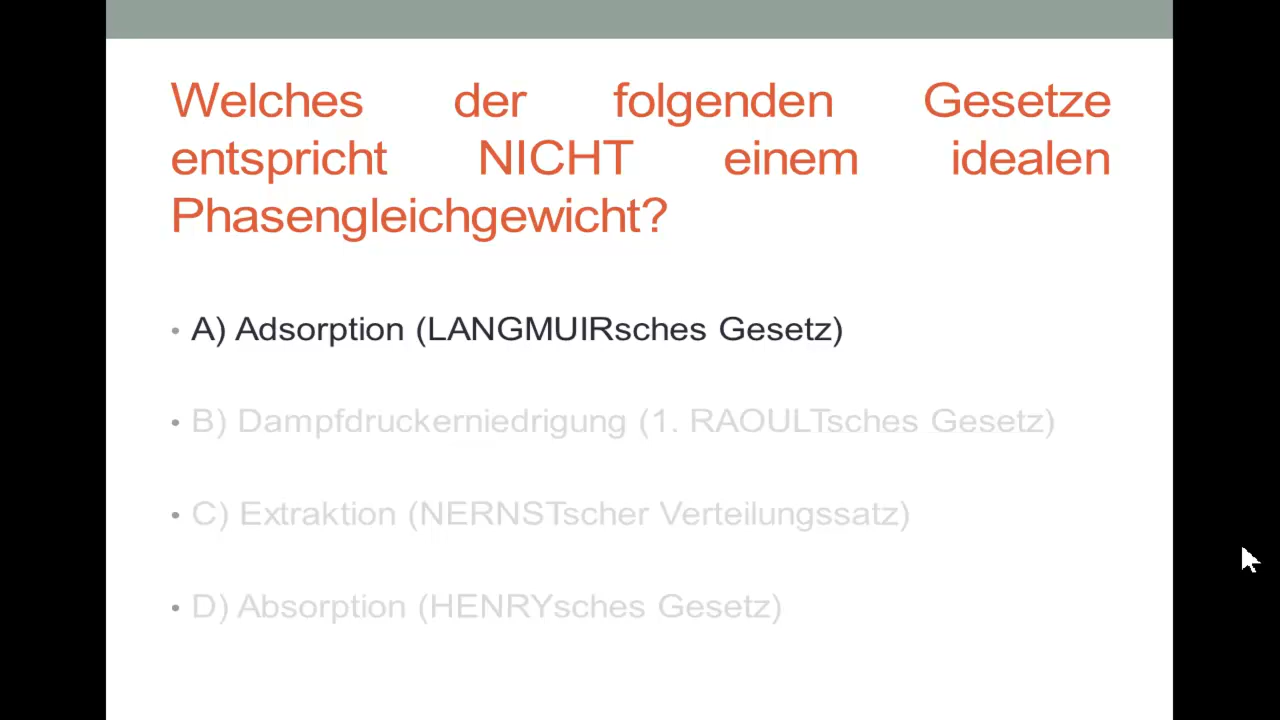 Welches der folgenden Gesetze
entspricht NICHT einem idealen
Phasengleichgewicht?
• A) Adsorption (LANGMUIRsches Gesetz)
• B) Dampfdruckerniedrigung (1. RAOULTsches Gesetz)
• C) Extraktion (NERNSTscher Verteilungssatz)
• D) Absorption (HENRYsches Gesetz)